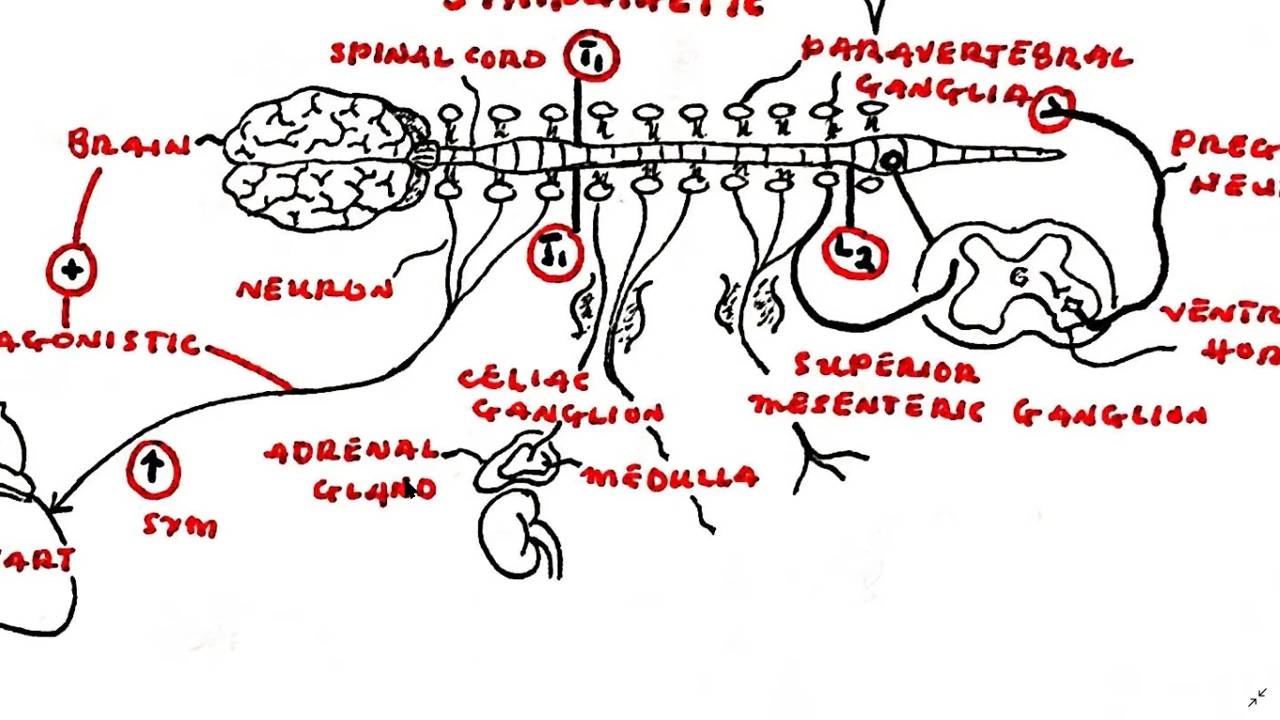 SPINAL CORD
T1
PARAVERTEBRAL
GANGLIA
BRAIN
PREG
NEU
+
T1
L2
NEURON
G
AGONISTIC
VENTR
HOR
CELIAC
GANGLION
SUPERIOR
MESENTERIC GANGLION
ADRENAL
GLAND
MEDULLA
SYM
ART